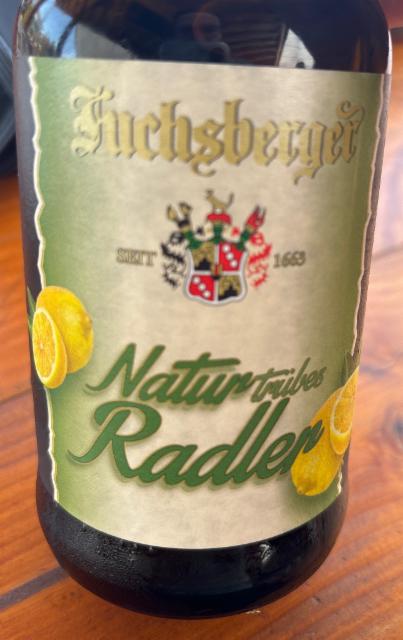 Fuchsberger
SEIT 1663
Naturtrübes
Radler